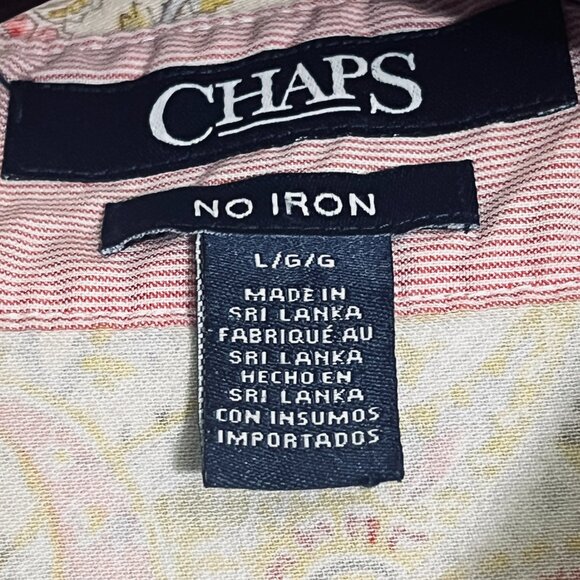 CHAPS
NO IRON
L/G/G
MADE IN
SRI LANKA
FABRIQUÉ AU
SRI LANKA
HECHO EN
SRI LANKA
CON INSUMOS
IMPORTADOS